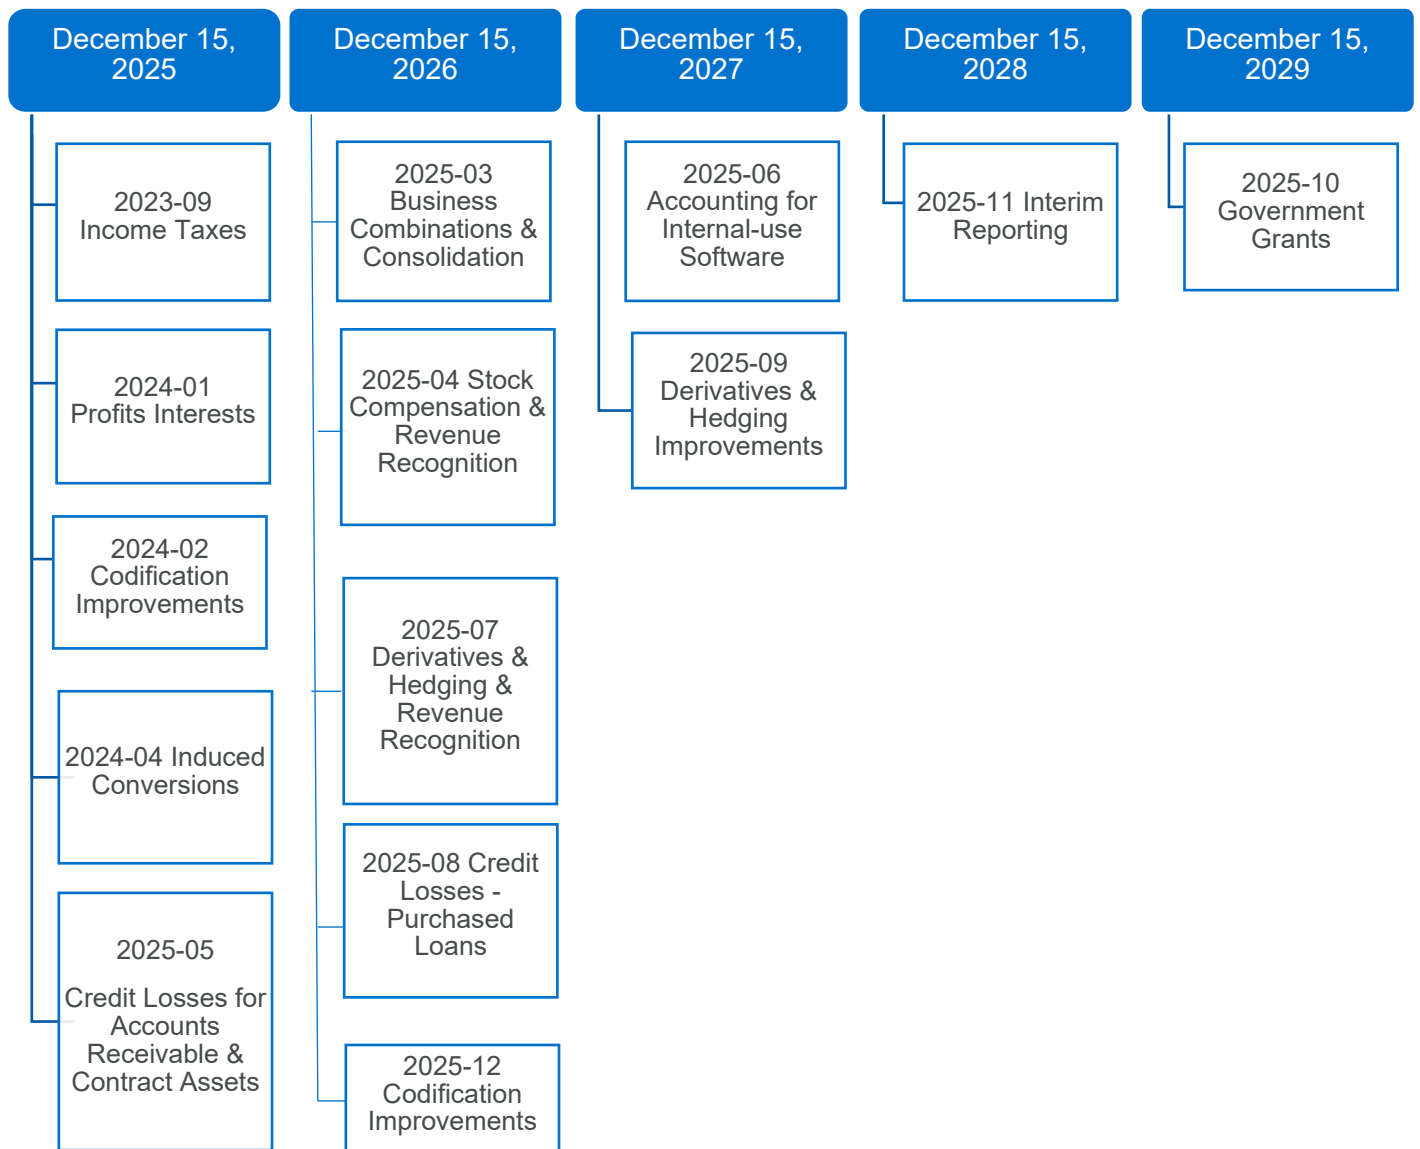 December 15,
2025
2023-09
Income Taxes
2024-01
Profits Interests
2024-02
Codification
Improvements
2024-04 Induced
Conversions
2025-05
Credit Losses for
Accounts
Receivable &
Contract Assets
December 15,
2026
2025-03
Business
Combinations &
Consolidation
2025-04 Stock
Compensation &
Revenue
Recognition
2025-07
Derivatives &
Hedging &
Revenue
Recognition
2025-08 Credit
Losses -
Purchased
Loans
2025-12
Codification
Improvements
December 15,
2027
2025-06
Accounting for
Internal-use
Software
2025-09
Derivatives &
Hedging
Improvements
December 15,
2028
2025-11 Interim
Reporting
December 15,
2029
2025-10
Government
Grants